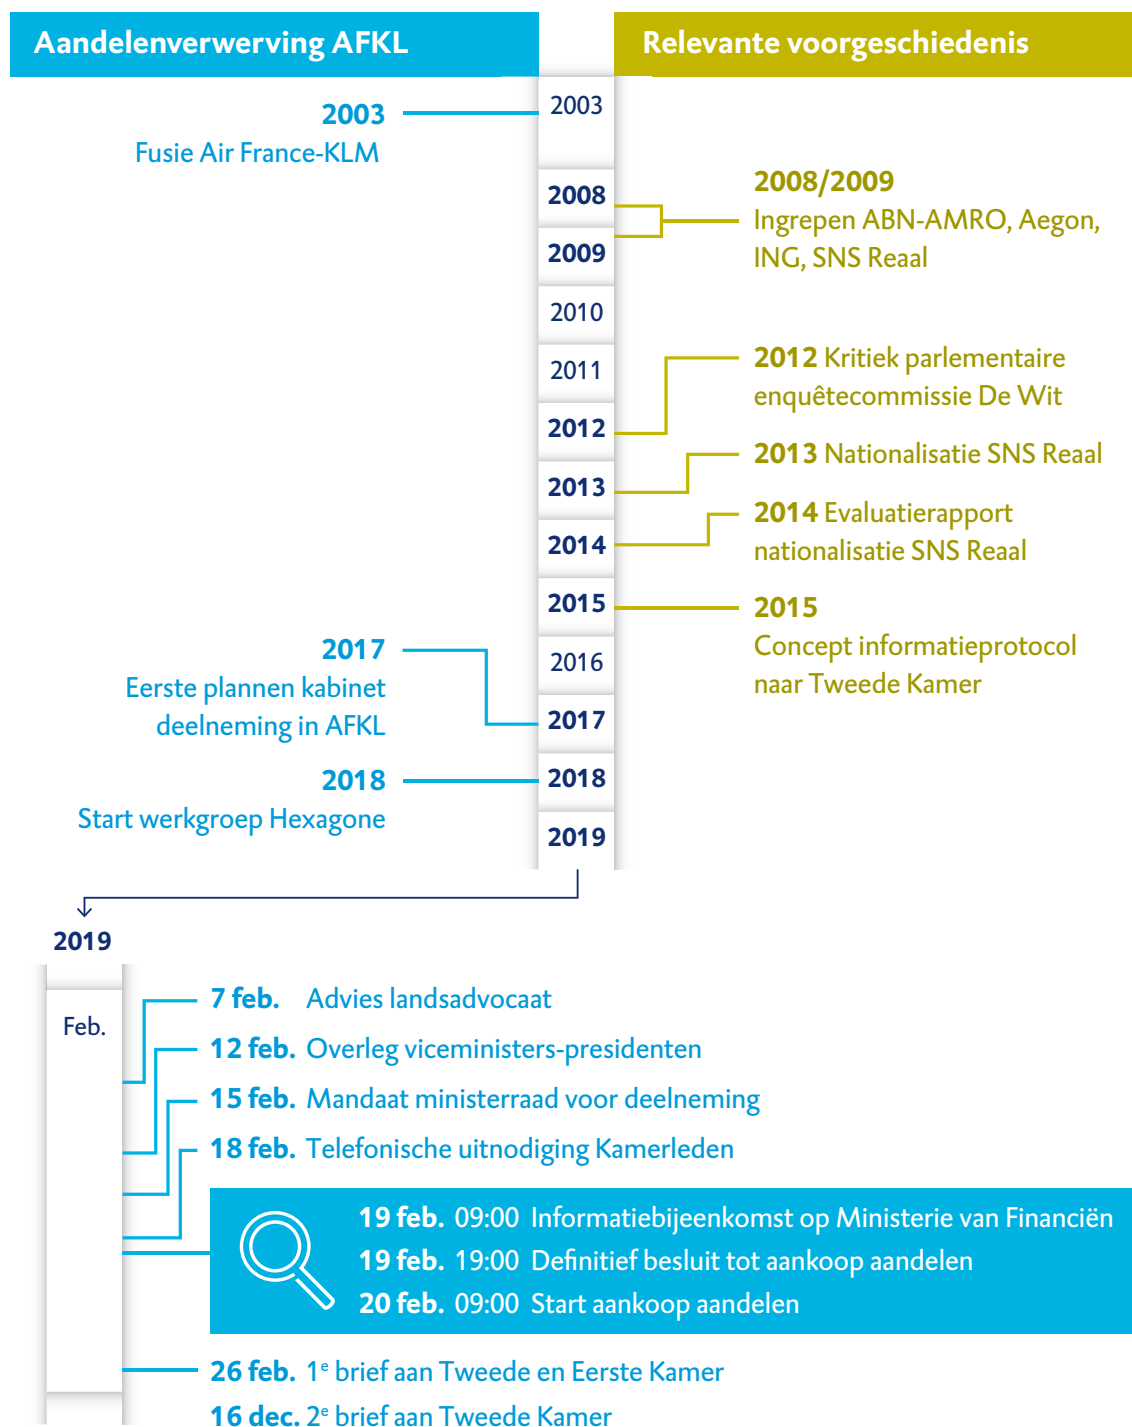 Aandelenverwerving AFKL
Relevante voorgeschiedenis
2003
Fusie Air France-KLM
2003
2008
2009
2010
2011
2012
2013
2014
2015
2016
2017
2018
2019
2008/2009
Ingrepen ABN-AMRO, Aegon,
ING, SNS Reaal
2012 Kritiek parlementaire
enquêtecommissie De Wit
2013 Nationalisatie SNS Reaal
2014 Evaluatierapport
nationalisatie SNS Reaal
2015
Concept informatieprotocol
naar Tweede Kamer
2017
Eerste plannen kabinet
deelneming in AFKL
2018
Start werkgroep Hexagone
2019
Feb.
7 feb. Advies landsadvocaat
12 feb. Overleg viceministers-presidenten
15 feb. Mandaat ministerraad voor deelneming
18 feb. Telefonische uitnodiging Kamerleden
19 feb. 09:00 Informatiebijeenkomst op Ministerie van Financiën
19 feb. 19:00 Definitief besluit tot aankoop aandelen
20 feb. 09:00 Start aankoop aandelen
26 feb. 1e brief aan Tweede en Eerste Kamer
16 dec. 2e brief aan Tweede Kamer